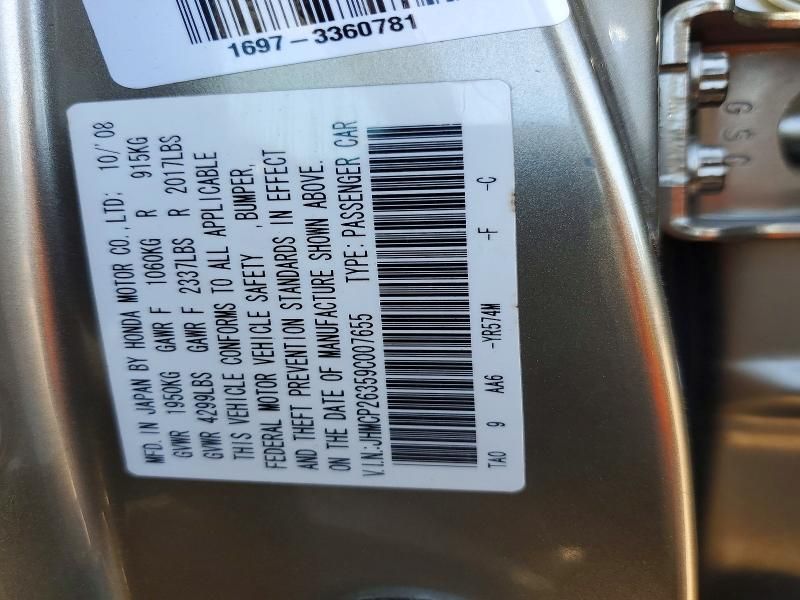 1697-3360781
MFD. IN JAPAN BY HONDA MOTOR CO., LTD; 10/'08
GVWR 1950KG GAWR F 1060KG R 915KG
GVWR 4299LBS GAWR F 2337LBS R 2017LBS
THIS VEHICLE CONFORMS TO ALL APPLICABLE
FEDERAL MOTOR VEHICLE SAFETY , BUMPER,
AND THEFT PREVENTION STANDARDS IN EFFECT
ON THE DATE OF MANUFACTURE SHOWN ABOVE.
V.I.N.:JHMCP26359C007655 TYPE: PASSENGER CAR
TA0 9 AA6 -YR574M -F -C
GSC